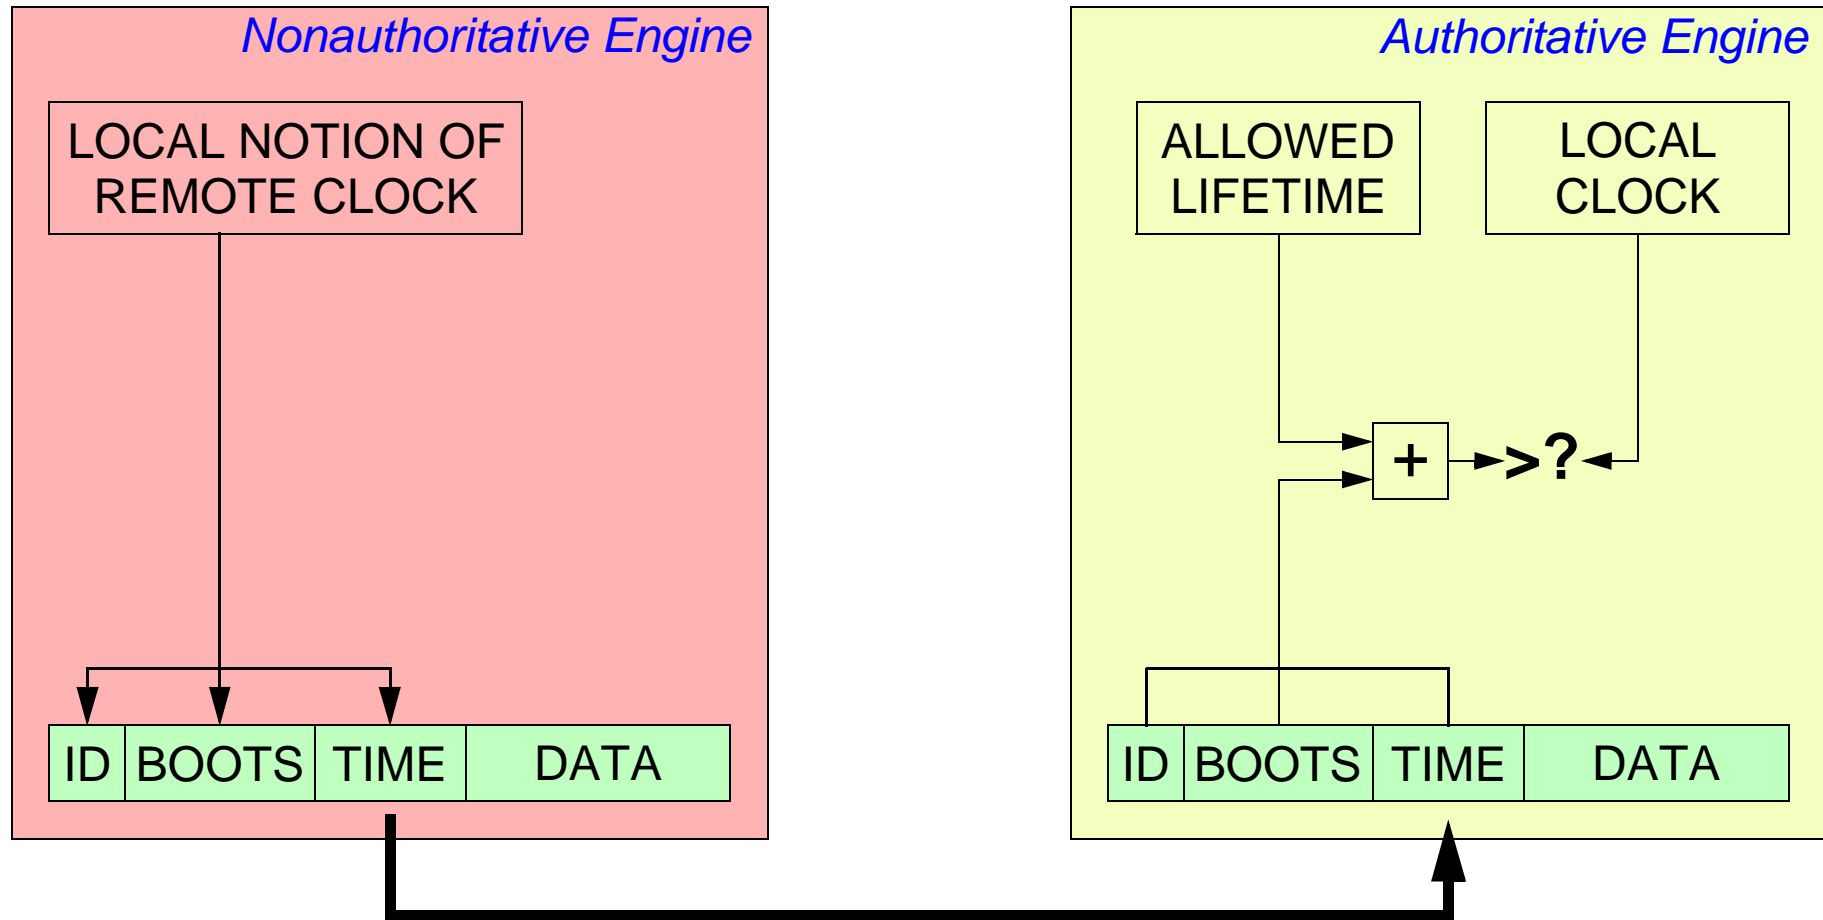 Nonauthoritative Engine
LOCAL NOTION OF
REMOTE CLOCK
ID BOOTS TIME DATA
Authoritative Engine
ALLOWED
LIFETIME
LOCAL
CLOCK
+ >?
ID BOOTS TIME DATA